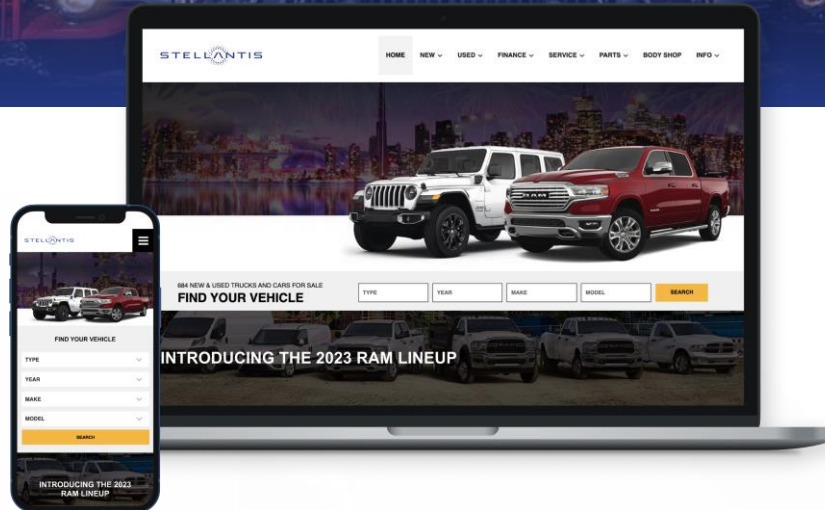 STELLANTIS
HOME NEW USED FINANCE SERVICE PARTS BODY SHOP INFO
RAM
684 NEW & USED TRUCKS AND CARS FOR SALE
FIND YOUR VEHICLE
TYPE YEAR MAKE MODEL SEARCH
INTRODUCING THE 2023 RAM LINEUP
STELLANTIS
FIND YOUR VEHICLE
TYPE
YEAR
MAKE
MODEL
SEARCH
INTRODUCING THE 2023
RAM LINEUP